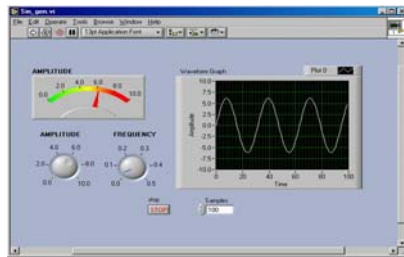 Sim_gen.vi
File Edit Operate Tools Browse Window Help
13pt Application Font
AMPLITUDE
0.0 2.0 4.0 6.0 8.0 10.0
AMPLITUDE
0.0 2.0 4.0 6.0 8.0 10.0
FREQUENCY
0.0 0.1 0.2 0.3 0.4 0.5
Waveform Graph
Plot 0
Amplitude
10.0
7.5
5.0
2.5
0.0
-2.5
-5.0
-7.5
-10.0
0 20 40 60 80 100
Time
stop
STOP
Samples
100